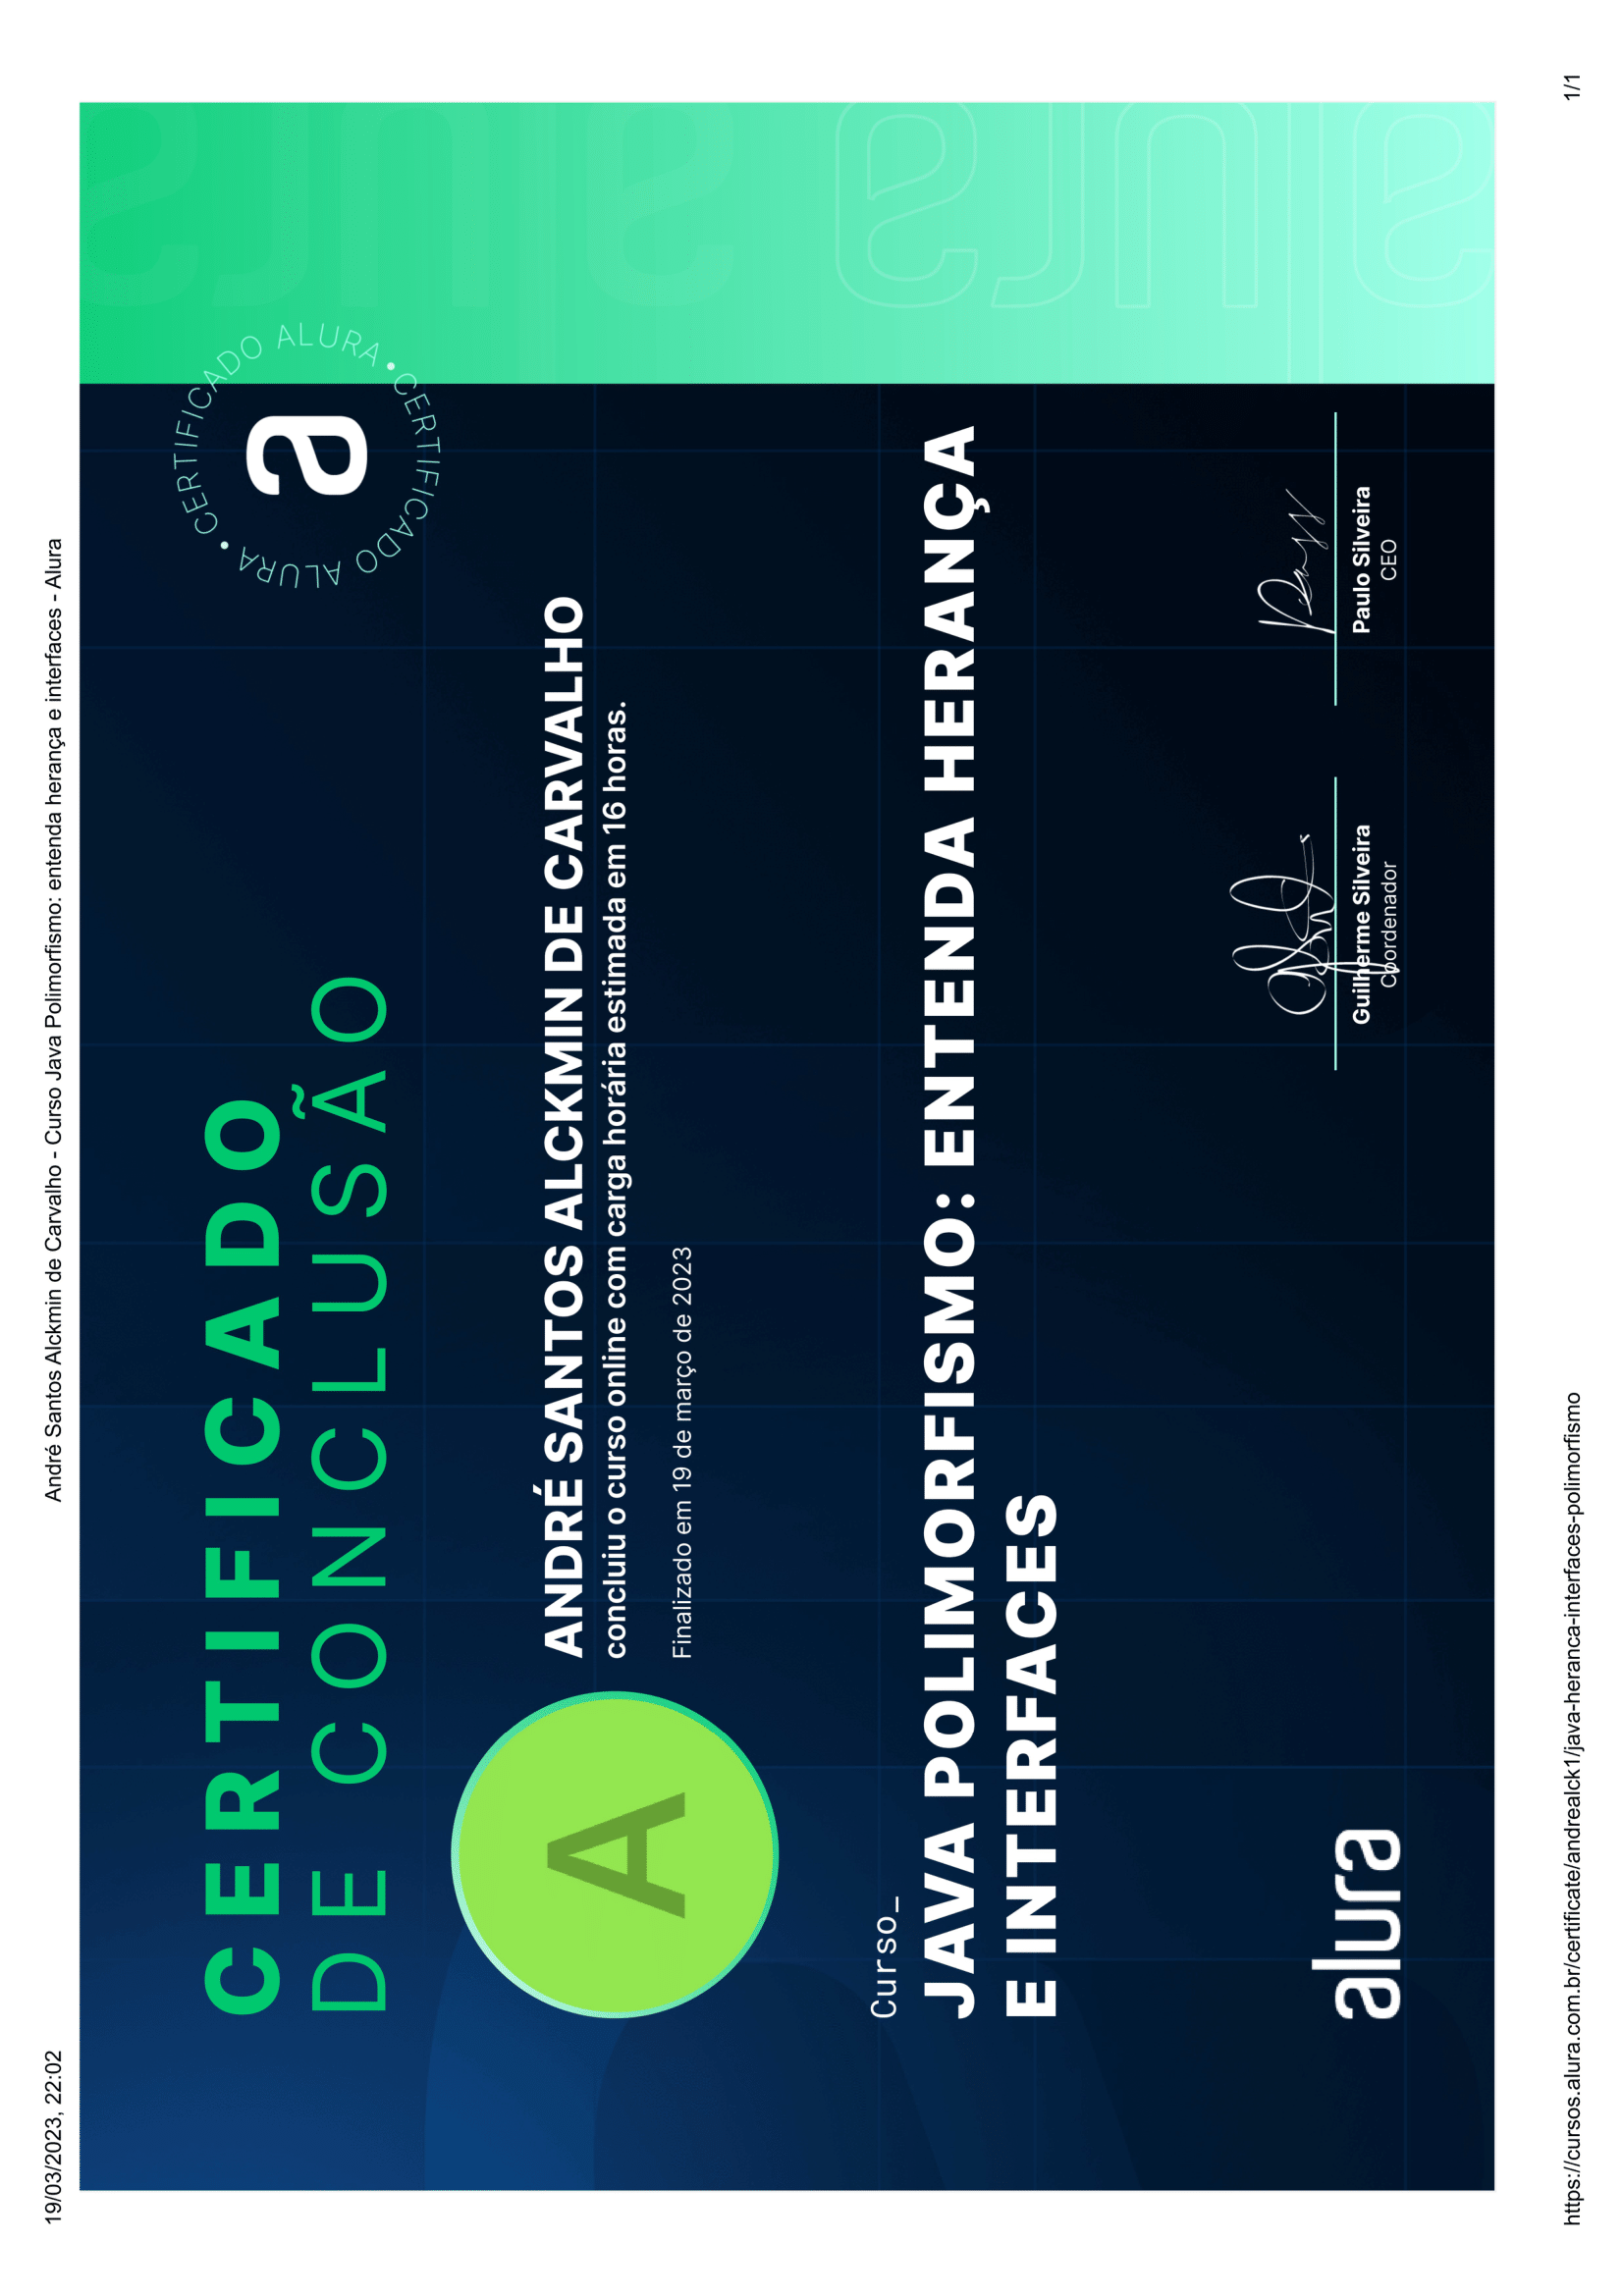 19/03/2023, 22:02
André Santos Alckmin de Carvalho - Curso Java Polimorfismo: entenda herança e interfaces - Alura
CERTIFICADO
DE CONCLUSÃO
CERTIFICADO ALURA • CERTIFICADO ALURA •
a
A
ANDRÉ SANTOS ALCKMIN DE CARVALHO
concluiu o curso online com carga horária estimada em 16 horas.
Finalizado em 19 de março de 2023
Curso_
JAVA POLIMORFISMO: ENTENDA HERANÇA
E INTERFACES
alura
Guilherme Silveira
Coordenador
Paulo Silveira
CEO
https://cursos.alura.com.br/certificate/andrealck1/java-heranca-interfaces-polimorfismo
1/1